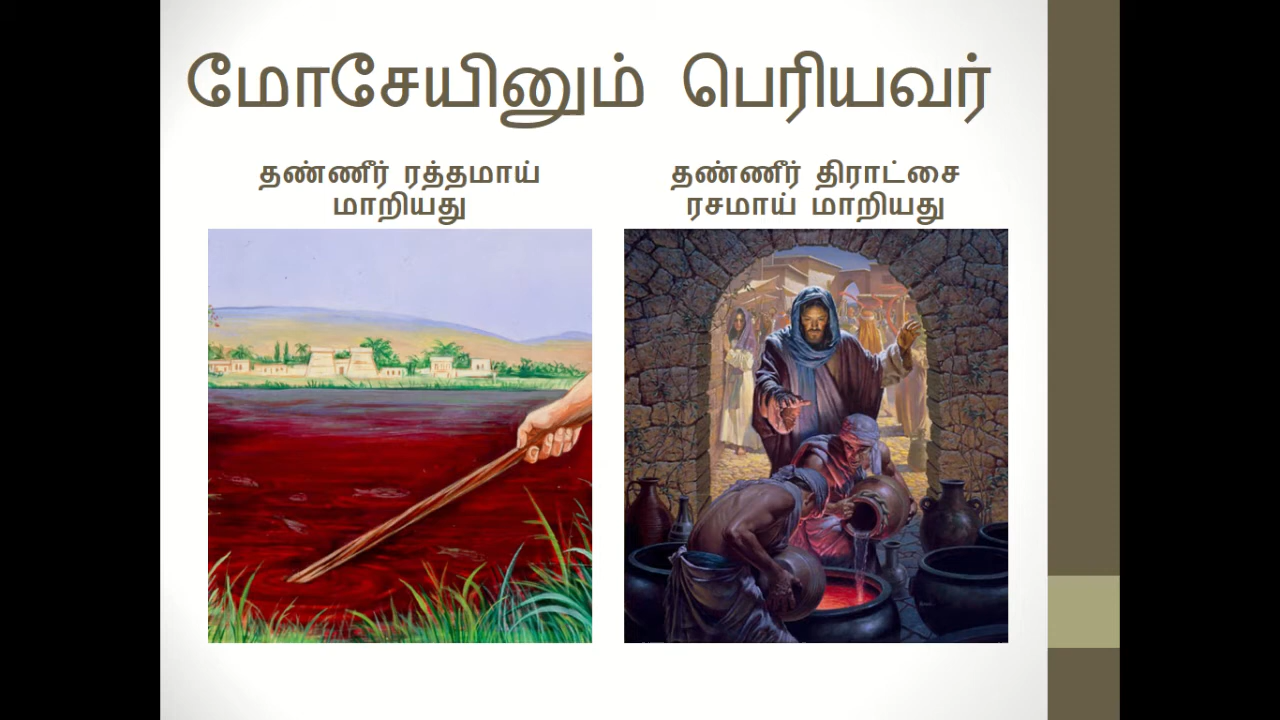 மோசேயினும் பெரியவர்
தண்ணீர் ரத்தமாய்
மாறியது
தண்ணீர் திராட்சை
ரசமாய் மாறியது